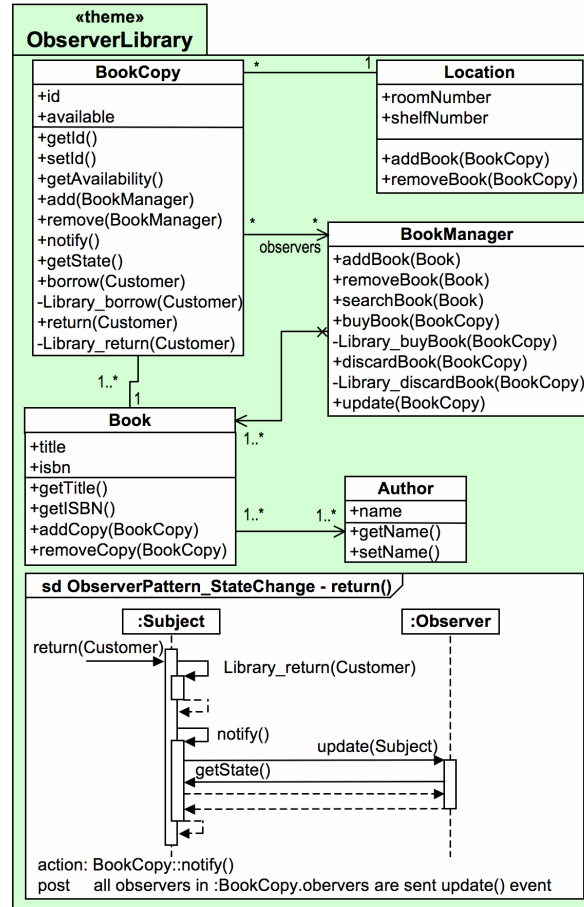 «theme»
ObserverLibrary
BookCopy
+id
+available
+getId()
+setId()
+getAvailability()
+add(BookManager)
+remove(BookManager)
+notify()
+getState()
+borrow(Customer)
-Library_borrow(Customer)
+return(Customer)
-Library_return(Customer)
* 1
Location
+roomNumber
+shelfNumber
+addBook(BookCopy)
+removeBook(BookCopy)
* *
observers
BookManager
+addBook(Book)
+removeBook(Book)
+searchBook(Book)
+buyBook(BookCopy)
-Library_buyBook(BookCopy)
+discardBook(BookCopy)
-Library_discardBook(BookCopy)
+update(BookCopy)
1..*
1
Book
+title
+isbn
+getTitle()
+getISBN()
+addCopy(BookCopy)
+removeCopy(BookCopy)
1..*
1..* 1..*
Author
+name
+getName()
+setName()
sd ObserverPattern_StateChange - return()
:Subject :Observer
return(Customer)
Library_return(Customer)
notify()
update(Subject)
getState()
action: BookCopy::notify()
post all observers in :BookCopy.obervers are sent update() event